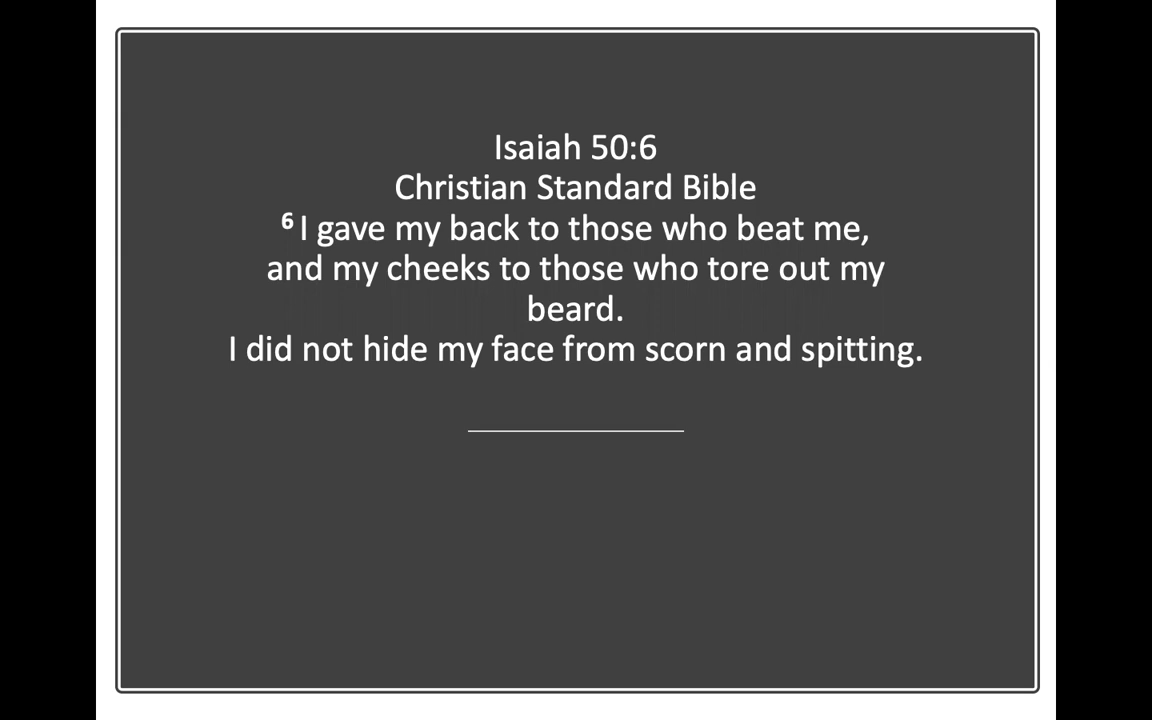 Isaiah 50:6
Christian Standard Bible
6 I gave my back to those who beat me,
and my cheeks to those who tore out my
beard.
I did not hide my face from scorn and spitting.